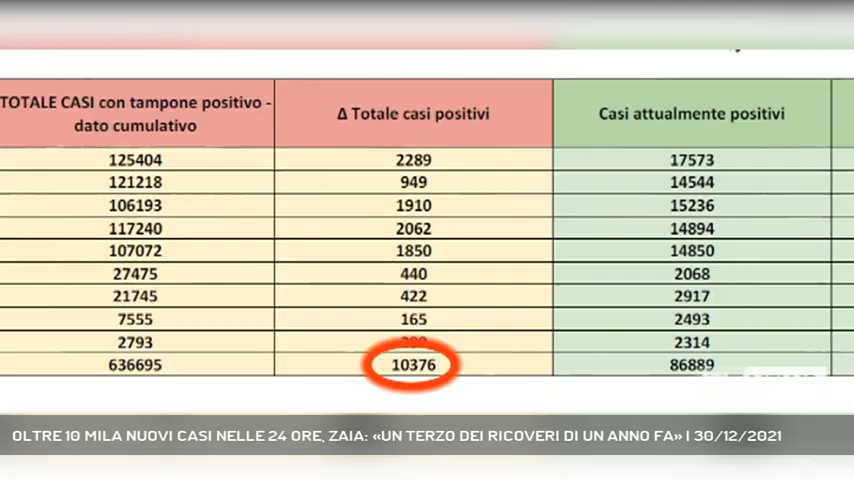 TOTALE CASI con tampone positivo - dato cumulativo Δ Totale casi positivi Casi attualmente positivi
125404 2289 17573
121218 949 14544
106193 1910 15236
117240 2062 14894
107072 1850 14850
27475 440 2068
21745 422 2917
7555 165 2493
2793 2314
636695 10376 86889
OLTRE 10 MILA NUOVI CASI NELLE 24 ORE, ZAIA: «UN TERZO DEI RICOVERI DI UN ANNO FA» | 30/12/2021